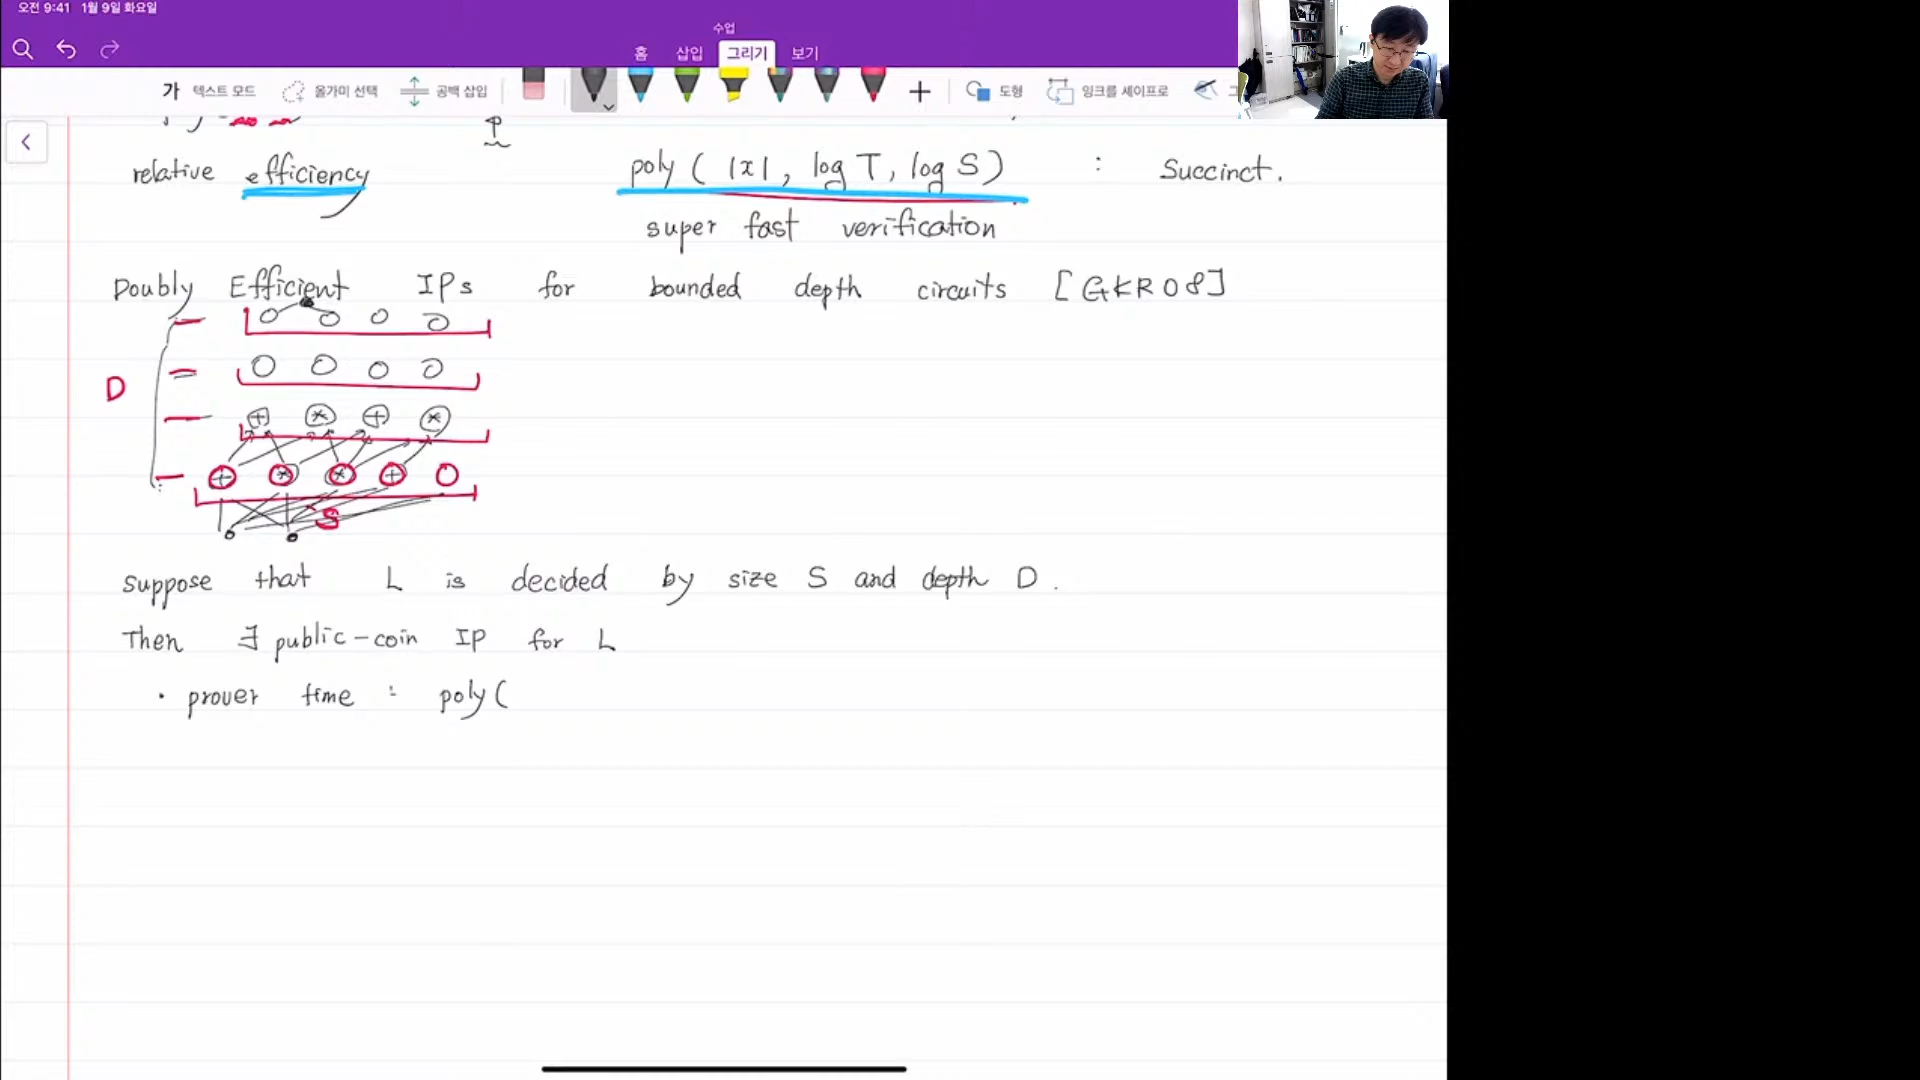 오전 9:41 1월 9일 화요일
수업
홈 삽입 그리기 보기
가 텍스트 모드 올가미 선택 공백 삽입 도형 잉크를 셰이프로
relative efficiency poly ( |x| , log T , log S ) : Succinct.
super fast verification
Doubly Efficient IPs for bounded depth circuits [GKR08]
D
+ * + *
+ * * +
S
suppose that L is decided by size S and depth D .
Then ∃ public-coin IP for L
· prover time : poly (